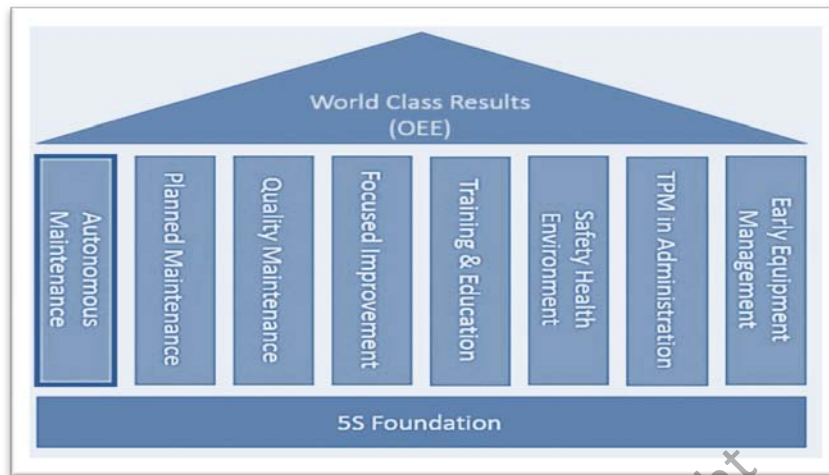 World Class Results
(OEE)
Autonomous
Maintenance
Planned Maintenance
Quality Maintenance
Focused Improvement
Training & Education
Safety Health
Environment
TPM in Administration
Early Equipment
Management
5S Foundation